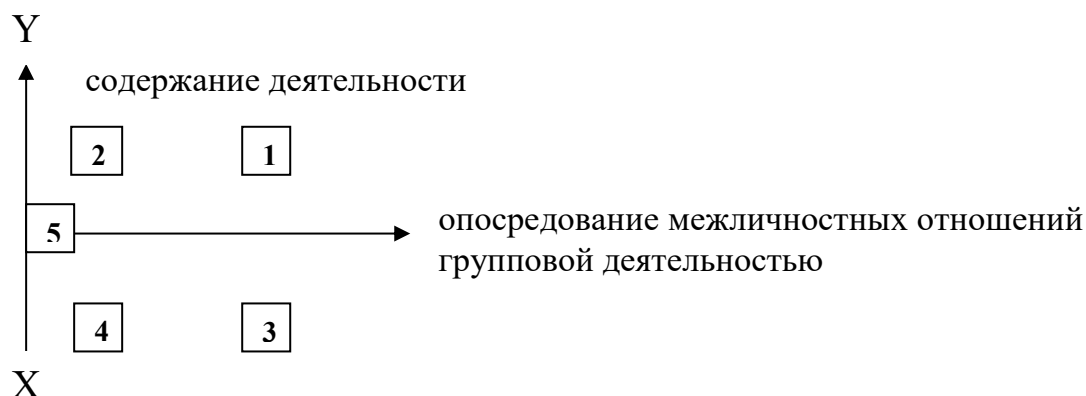 Y
содержание деятельности
2 1
5
опосредование межличностных отношений
групповой деятельностью
4 3
X